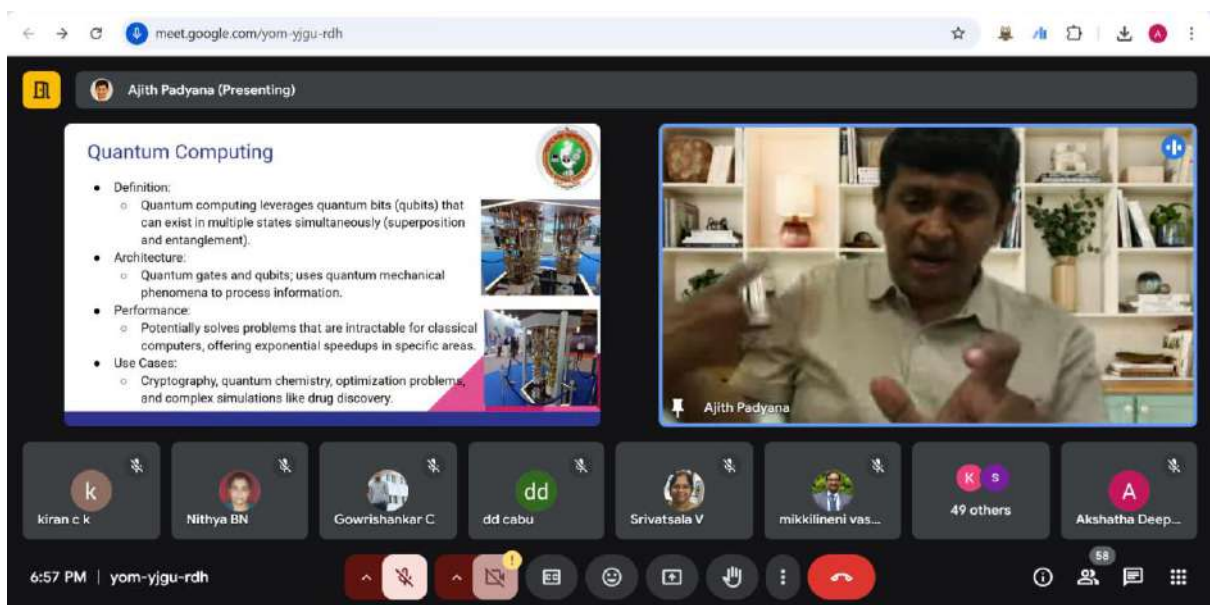 meet.google.com/yom-yjgu-rdh
A
Ajith Padyana (Presenting)
Quantum Computing
● Definition:
○ Quantum computing leverages quantum bits (qubits) that
can exist in multiple states simultaneously (superposition
and entanglement).
● Architecture:
○ Quantum gates and qubits; uses quantum mechanical
phenomena to process information.
● Performance:
○ Potentially solves problems that are intractable for classical
computers, offering exponential speedups in specific areas.
● Use Cases:
○ Cryptography, quantum chemistry, optimization problems,
and complex simulations like drug discovery.
Ajith Padyana
k
kiran c k
Nithya BN
Gowrishankar C
dd
dd cabu
Srivatsala V
mikkilineni vas...
K S
49 others
A
Akshatha Deep...
6:57 PM | yom-yjgu-rdh
58